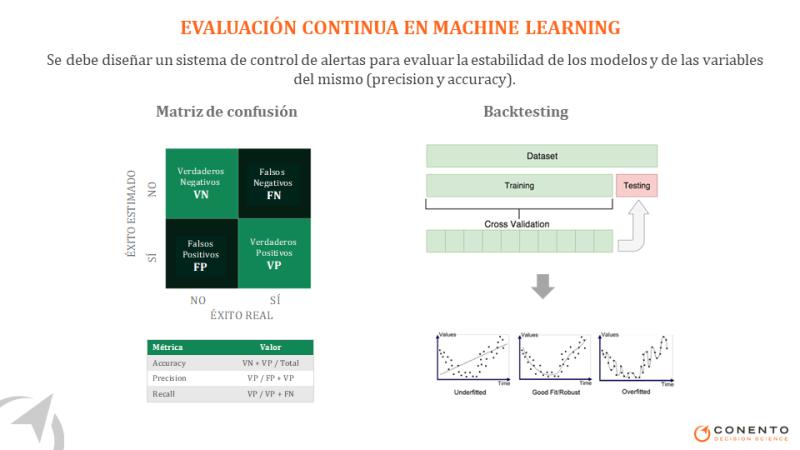 EVALUACIÓN CONTINUA EN MACHINE LEARNING
Se debe diseñar un sistema de control de alertas para evaluar la estabilidad de los modelos y de las variables
del mismo (precision y accuracy).
Matriz de confusión
ÉXITO ESTIMADO
NO
SÍ
Verdaderos
Negativos
VN
Falsos
Negativos
FN
Falsos
Positivos
FP
Verdaderos
Positivos
VP
NO
SÍ
ÉXITO REAL
Métrica Valor
Accuracy VN + VP / Total
Precision VP / FP + VP
Recall VP / VP + FN
Backtesting
Dataset
Training
Testing
Cross Validation
Values
Time
Underfitted
Values
Time
Good Fit/Robust
Values
Time
Overfitted
CONENTO
DECISION SCIENCE